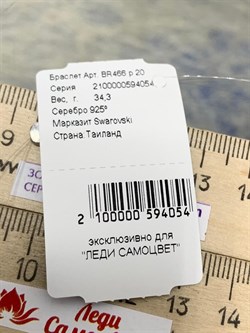 Браслет Арт. BR466 р.20
Серия 2100000594054
Вес, г. 34,3
Серебро 925°
Марказит Swarovski
Страна Таиланд
2 100000 594054
эксклюзивно для
"ЛЕДИ САМОЦВЕТ"
Леди